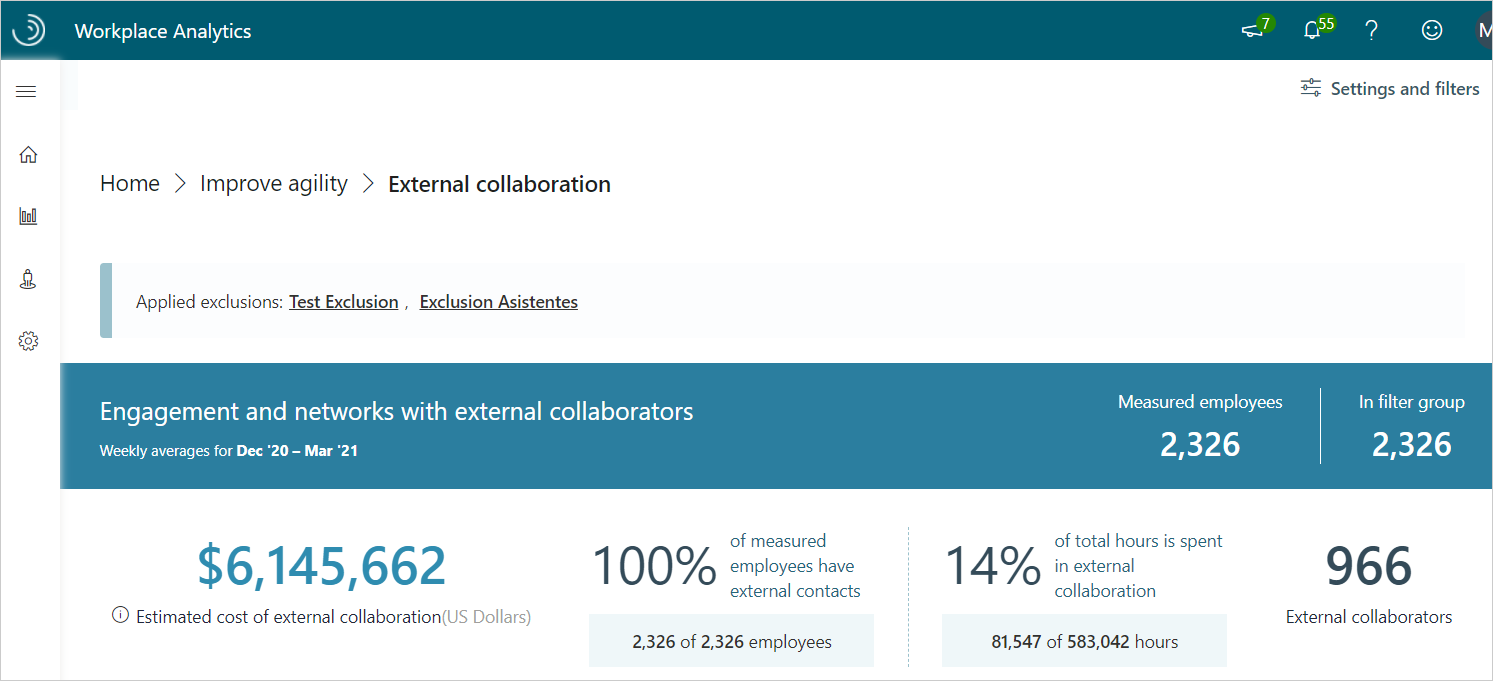 Workplace Analytics
7
55
M
Settings and filters
Home > Improve agility > External collaboration
Applied exclusions: Test Exclusion , Exclusion Asistentes
Engagement and networks with external collaborators
Weekly averages for Dec '20 – Mar '21
Measured employees
2,326
In filter group
2,326
$6,145,662
Estimated cost of external collaboration(US Dollars)
100%
of measured
employees have
external contacts
2,326 of 2,326 employees
14%
of total hours is spent
in external
collaboration
81,547 of 583,042 hours
966
External collaborators